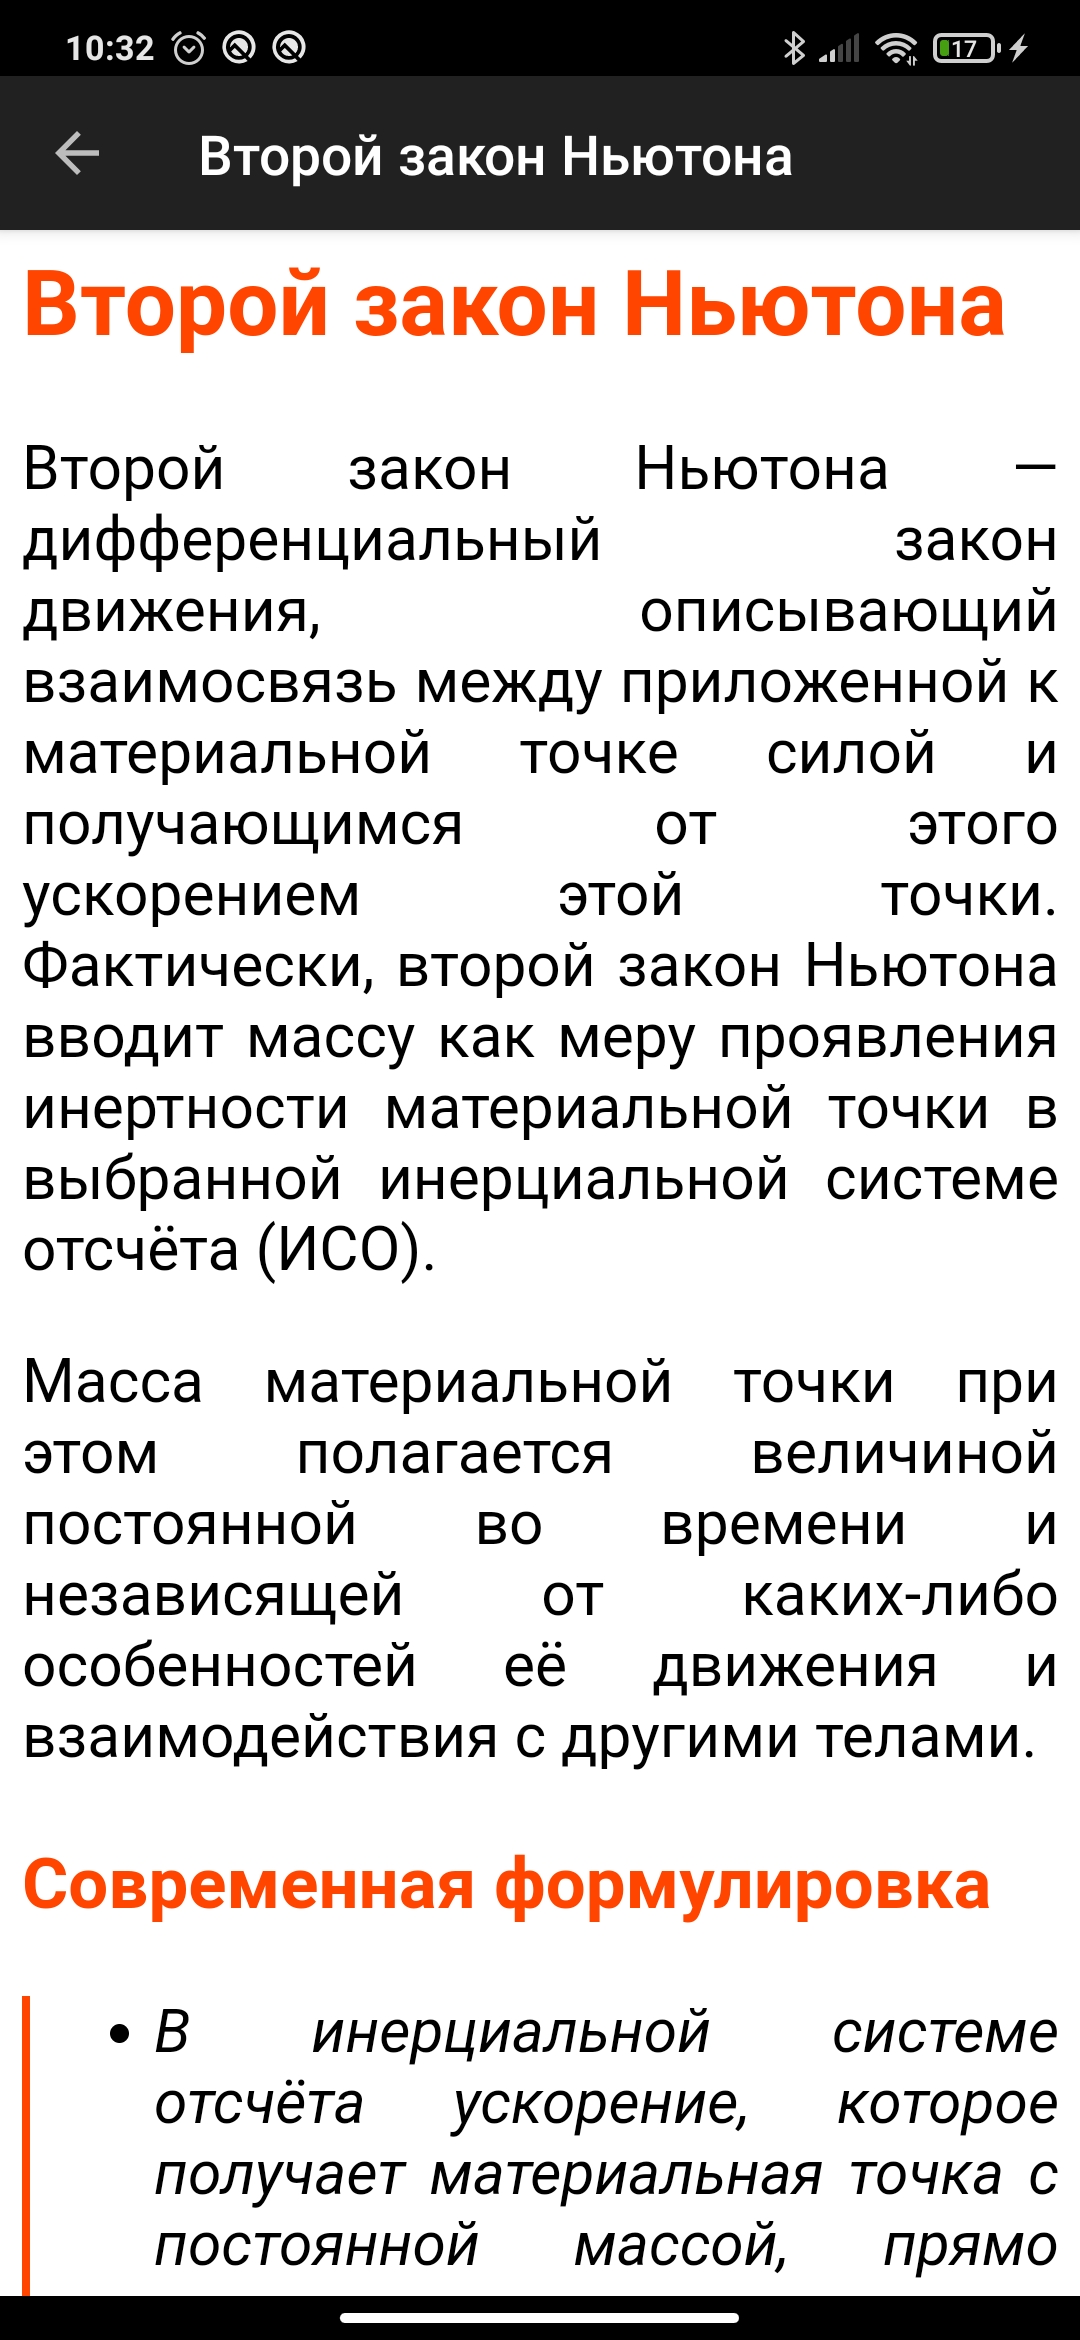 10:32
17
Второй закон Ньютона
Второй закон Ньютона
Второй закон Ньютона —
дифференциальный закон
движения, описывающий
взаимосвязь между приложенной к
материальной точке силой и
получающимся от этого
ускорением этой точки.
Фактически, второй закон Ньютона
вводит массу как меру проявления
инертности материальной точки в
выбранной инерциальной системе
отсчёта (ИСО).
Масса материальной точки при
этом полагается величиной
постоянной во времени и
независящей от каких-либо
особенностей её движения и
взаимодействия с другими телами.
Современная формулировка
• В инерциальной системе
отсчёта ускорение, которое
получает материальная точка с
постоянной массой, прямо